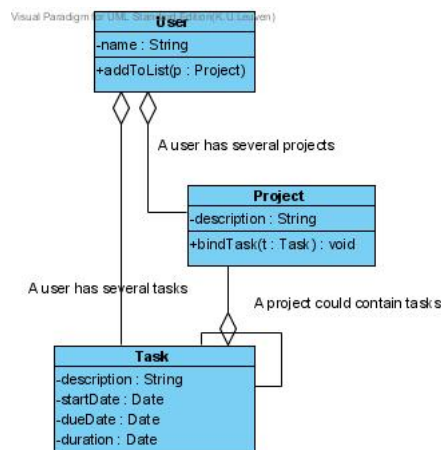 Visual Paradigm for UML Standard Edition(K.U.Leuven)
User
-name : String
+addToList(p : Project)
A user has several projects
Project
-description : String
+bindTask(t : Task) : void
A user has several tasks
A project could contain tasks
Task
-description : String
-startDate : Date
-dueDate : Date
-duration : Date